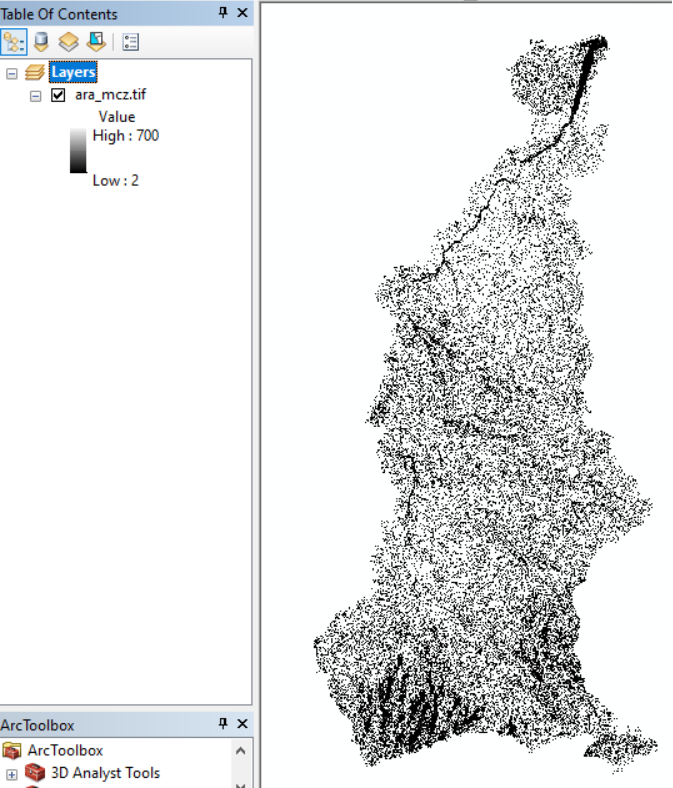 Table Of Contents
Layers
ara_mcz.tif
Value
High : 700
Low : 2
ArcToolbox
ArcToolbox
3D Analyst Tools